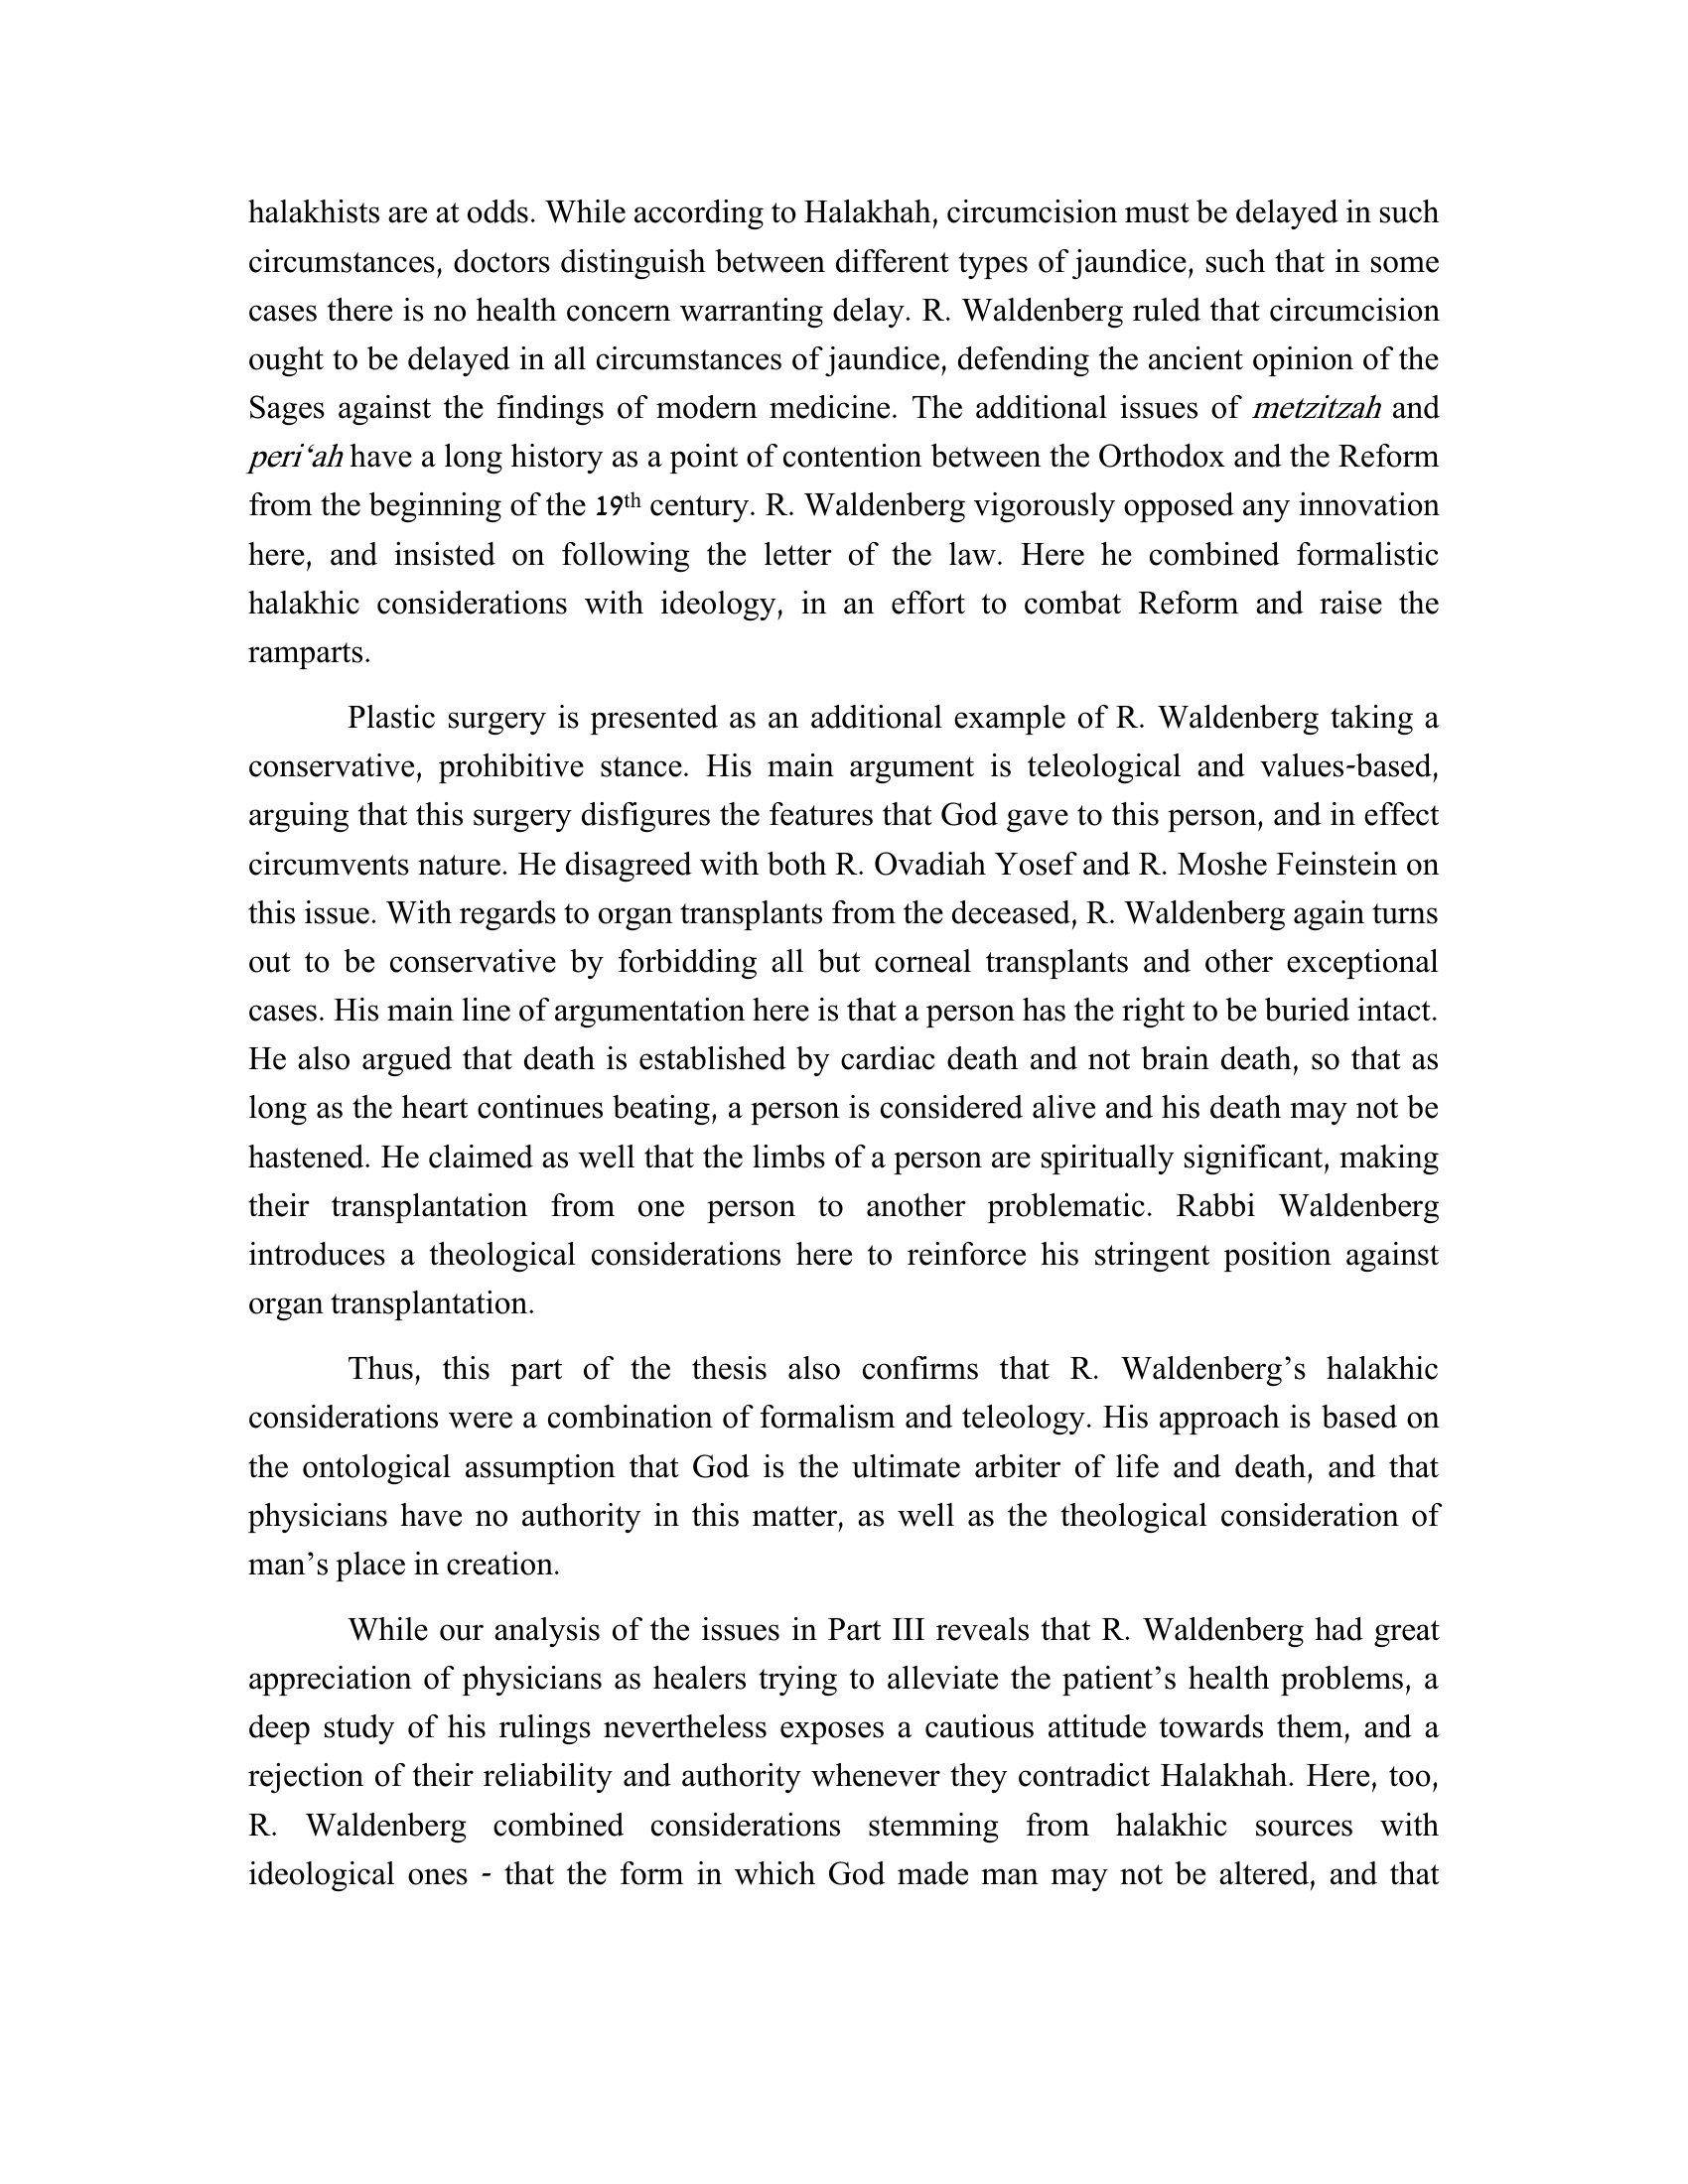 halakhists are at odds. While according to Halakhah, circumcision must be delayed in such
circumstances, doctors distinguish between different types of jaundice, such that in some
cases there is no health concern warranting delay. R. Waldenberg ruled that circumcision
ought to be delayed in all circumstances of jaundice, defending the ancient opinion of the
Sages against the findings of modern medicine. The additional issues of metzitzah and
peri‘ah have a long history as a point of contention between the Orthodox and the Reform
from the beginning of the 19th century. R. Waldenberg vigorously opposed any innovation
here, and insisted on following the letter of the law. Here he combined formalistic
halakhic considerations with ideology, in an effort to combat Reform and raise the
ramparts.
Plastic surgery is presented as an additional example of R. Waldenberg taking a
conservative, prohibitive stance. His main argument is teleological and values-based,
arguing that this surgery disfigures the features that God gave to this person, and in effect
circumvents nature. He disagreed with both R. Ovadiah Yosef and R. Moshe Feinstein on
this issue. With regards to organ transplants from the deceased, R. Waldenberg again turns
out to be conservative by forbidding all but corneal transplants and other exceptional
cases. His main line of argumentation here is that a person has the right to be buried intact.
He also argued that death is established by cardiac death and not brain death, so that as
long as the heart continues beating, a person is considered alive and his death may not be
hastened. He claimed as well that the limbs of a person are spiritually significant, making
their transplantation from one person to another problematic. Rabbi Waldenberg
introduces a theological considerations here to reinforce his stringent position against
organ transplantation.
Thus, this part of the thesis also confirms that R. Waldenberg’s halakhic
considerations were a combination of formalism and teleology. His approach is based on
the ontological assumption that God is the ultimate arbiter of life and death, and that
physicians have no authority in this matter, as well as the theological consideration of
man’s place in creation.
While our analysis of the issues in Part III reveals that R. Waldenberg had great
appreciation of physicians as healers trying to alleviate the patient’s health problems, a
deep study of his rulings nevertheless exposes a cautious attitude towards them, and a
rejection of their reliability and authority whenever they contradict Halakhah. Here, too,
R. Waldenberg combined considerations stemming from halakhic sources with
ideological ones - that the form in which God made man may not be altered, and that